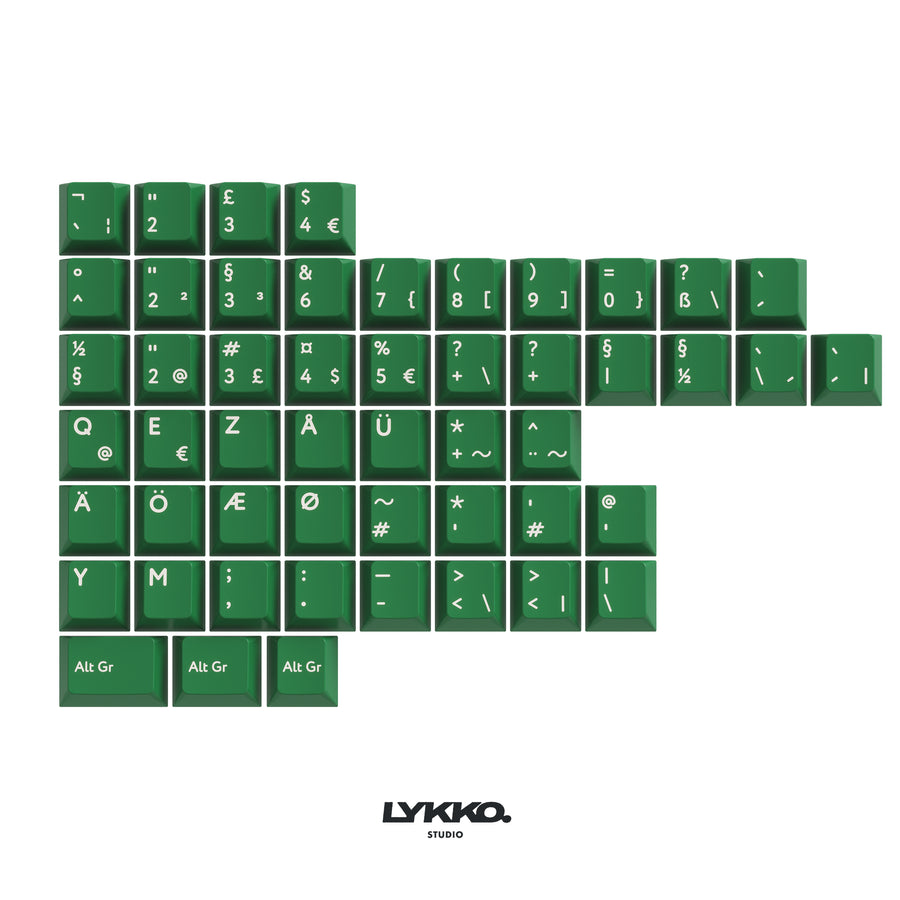 ¬ " £ $
` ¦ 2 3 4 €
° " § & / ( ) = ? `
^ 2 ² 3 ³ 6 7 { 8 [ 9 ] 0 } ß \ ´
½ " # ¤ % ? ? § § ` `
§ 2 @ 3 £ 4 $ 5 € + \ + | ½ \ ´ ´ |
Q E Z Å Ü * ^
@ € + ~ ¨ ~
Ä Ö Æ Ø ~ * ' @
# ' # '
Y M ; : — > > |
, . - < \ < | \
Alt Gr Alt Gr Alt Gr
LYKKO.
STUDIO